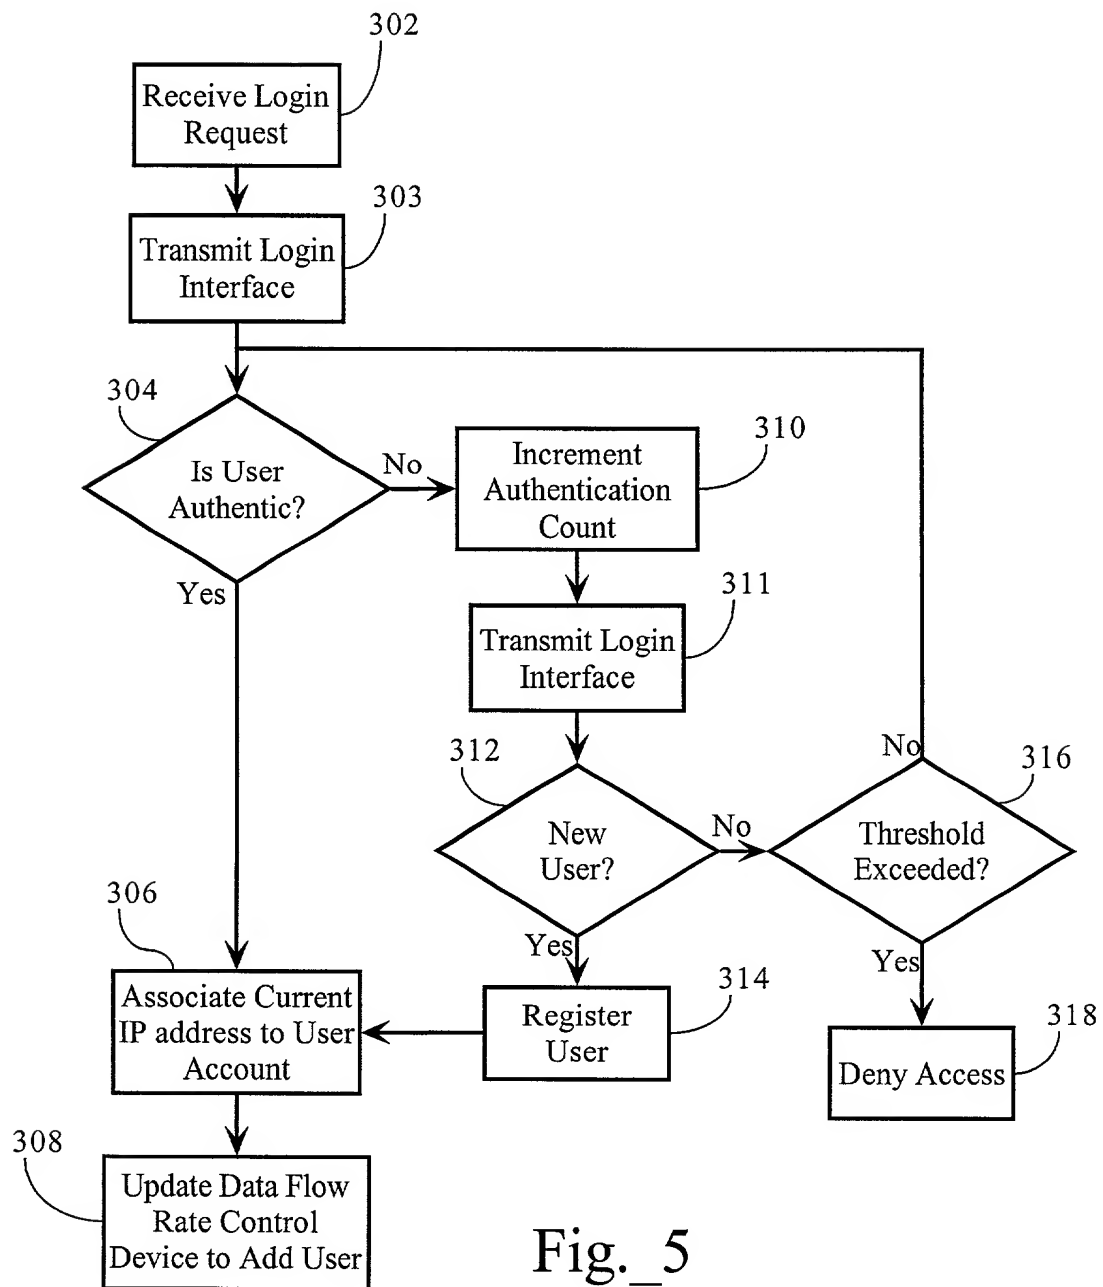 302
Receive Login
Request
303
Transmit Login
Interface
304
Is User
Authentic?
No
Yes
310
Increment
Authentication
Count
311
Transmit Login
Interface
312
New
User?
No
Yes
316
No
Threshold
Exceeded?
Yes
306
Associate Current
IP address to User
Account
314
Register
User
318
Deny Access
308
Update Data Flow
Rate Control
Device to Add User
Fig._5